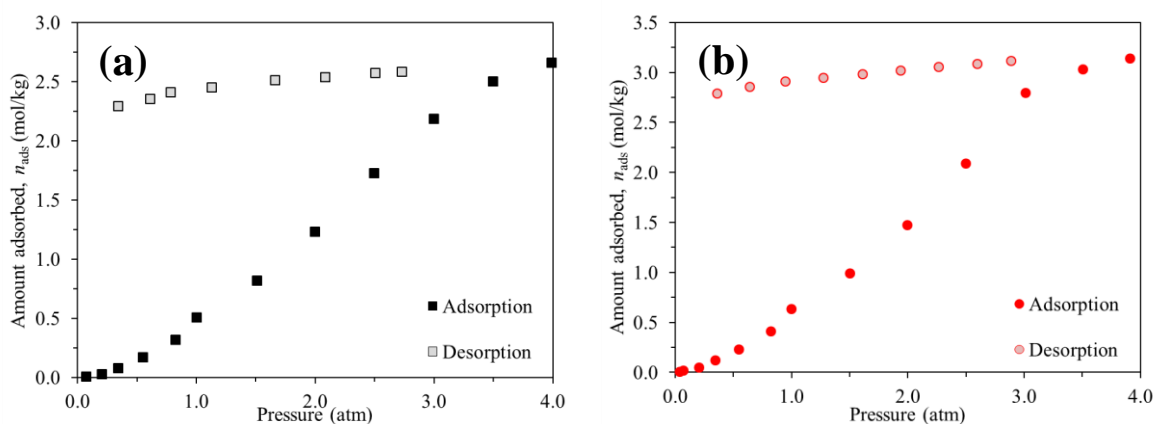 (a)
Amount adsorbed, nads (mol/kg)
3.0
2.5
2.0
1.5
1.0
0.5
0.0
Adsorption
Desorption
0.0 1.0 2.0 3.0 4.0
Pressure (atm)
(b)
Amount adsorbed, nads (mol/kg)
3.5
3.0
2.5
2.0
1.5
1.0
0.5
0.0
Adsorption
Desorption
0.0 1.0 2.0 3.0 4.0
Pressure (atm)